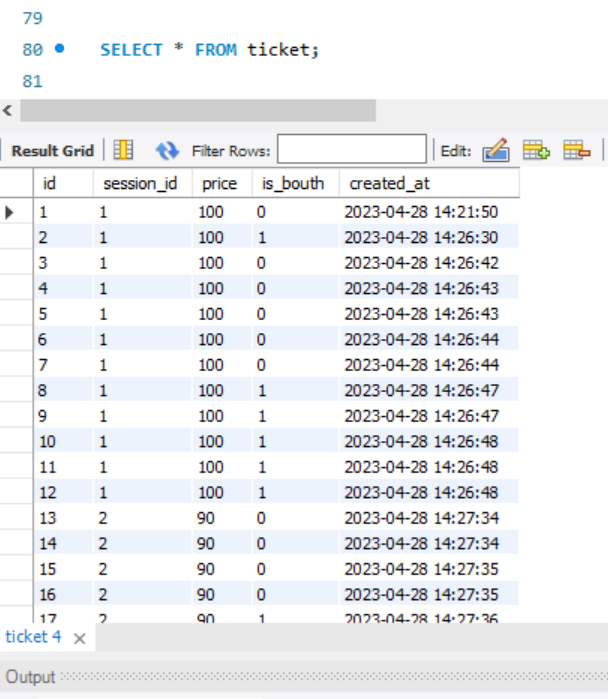 79
80 SELECT * FROM ticket;
81
Result Grid Filter Rows: Edit:
id session_id price is_bouth created_at
1 1 100 0 2023-04-28 14:21:50
2 1 100 1 2023-04-28 14:26:30
3 1 100 0 2023-04-28 14:26:42
4 1 100 0 2023-04-28 14:26:43
5 1 100 0 2023-04-28 14:26:43
6 1 100 0 2023-04-28 14:26:44
7 1 100 0 2023-04-28 14:26:44
8 1 100 1 2023-04-28 14:26:47
9 1 100 1 2023-04-28 14:26:47
10 1 100 1 2023-04-28 14:26:48
11 1 100 1 2023-04-28 14:26:48
12 1 100 1 2023-04-28 14:26:48
13 2 90 0 2023-04-28 14:27:34
14 2 90 0 2023-04-28 14:27:34
15 2 90 0 2023-04-28 14:27:35
16 2 90 0 2023-04-28 14:27:35
17 2 90 1 2023-04-28 14:27:36
ticket 4
Output